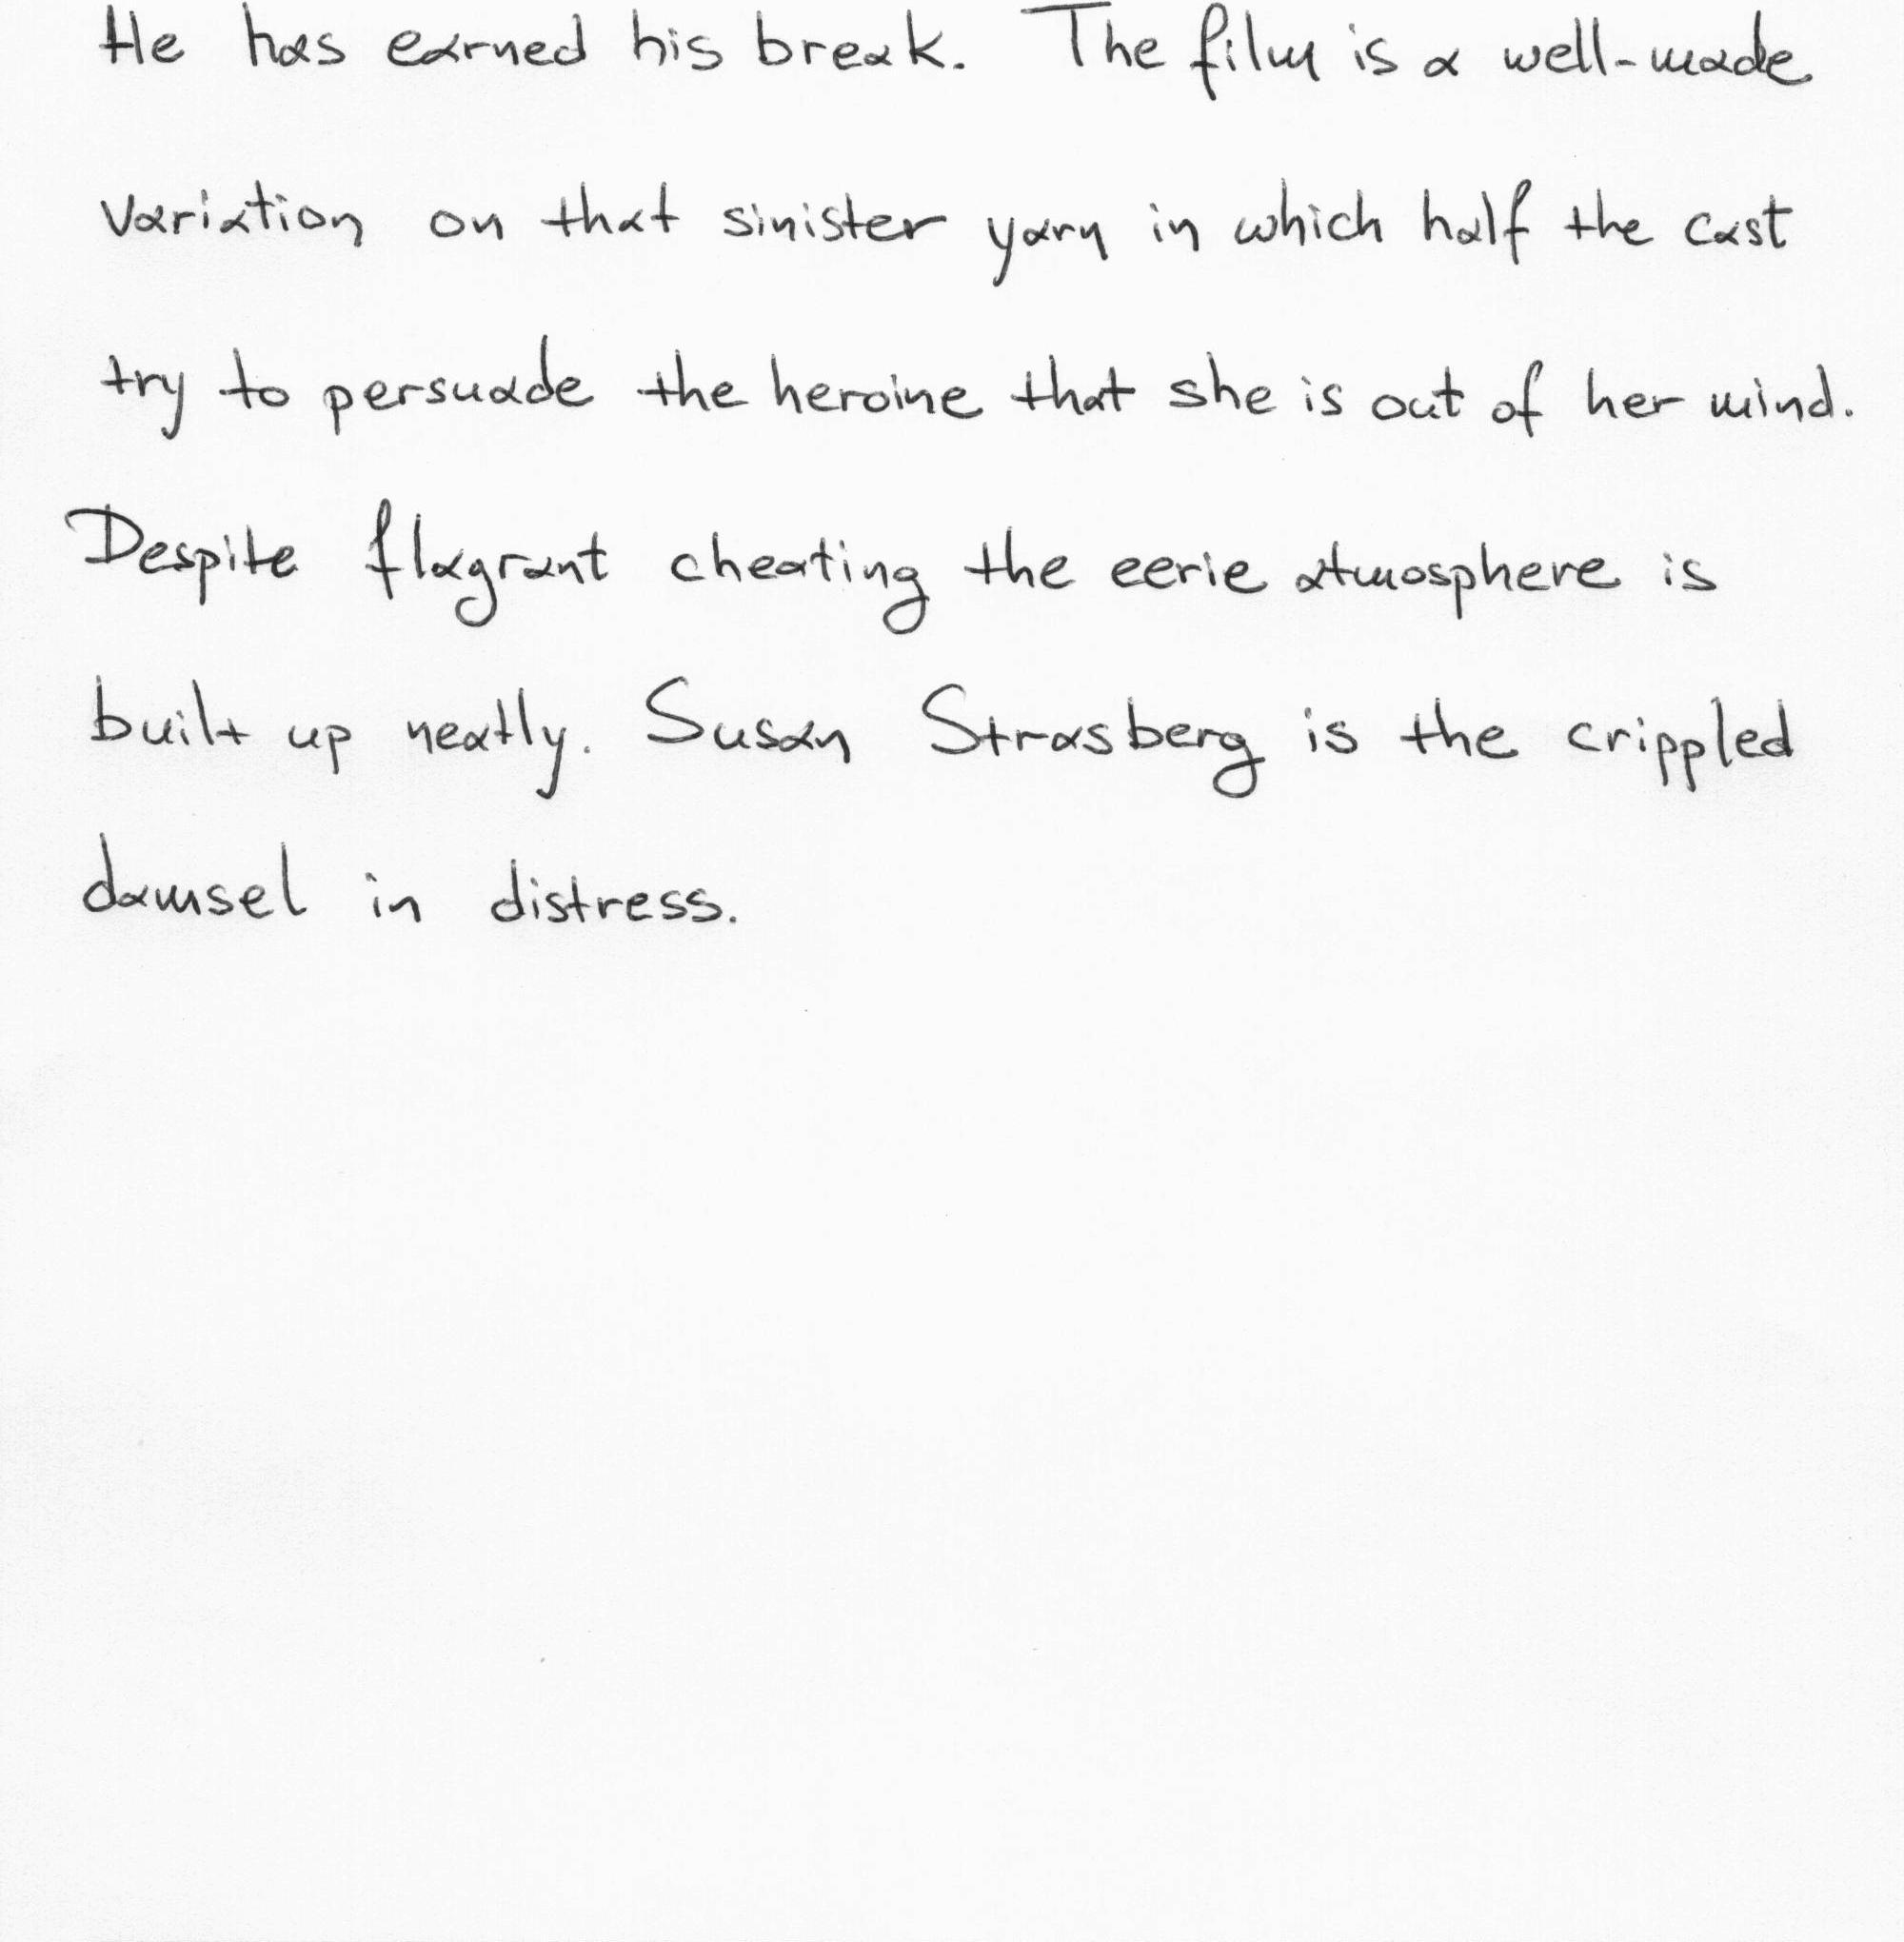 He has earned his break. The film is a well-made
variation on that sinister yarn in which half the cast
try to persuade the heroine that she is out of her mind.
Despite flagrant cheating the eerie atmosphere is
built up neatly. Susan Strasberg is the crippled
damsel in distress.